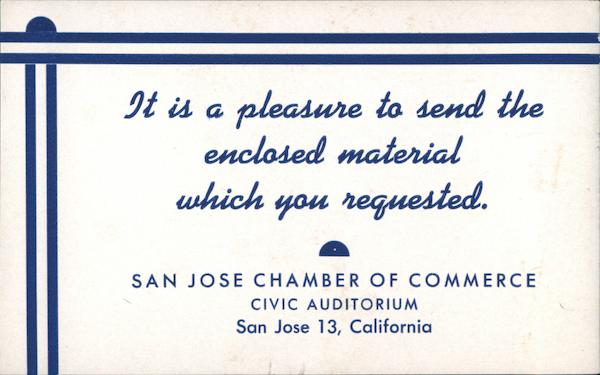 It is a pleasure to send the
enclosed material
which you requested.
SAN JOSE CHAMBER OF COMMERCE
CIVIC AUDITORIUM
San Jose 13, California